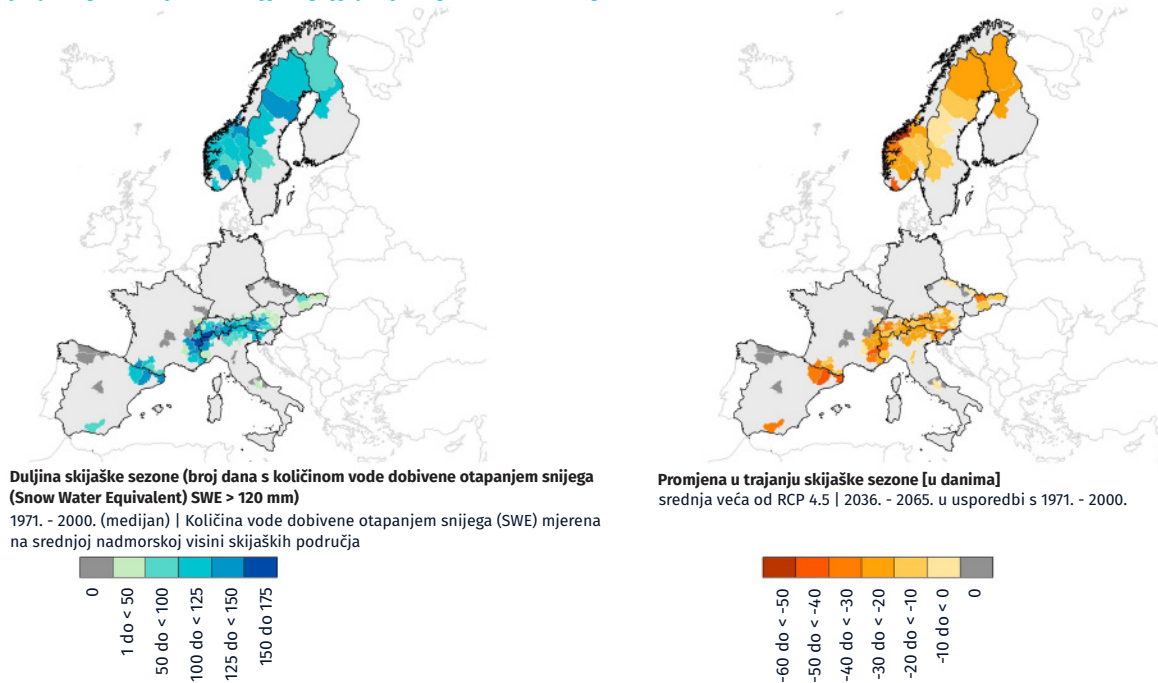 Duljina skijaške sezone (broj dana s količinom vode dobivene otapanjem snijega
(Snow Water Equivalent) SWE > 120 mm)
1971. - 2000. (medijan) | Količina vode dobivene otapanjem snijega (SWE) mjerena
na srednjoj nadmorskoj visini skijaških područja
0
1 do < 50
50 do < 100
100 do < 125
125 do < 150
150 do 175
Promjena u trajanju skijaške sezone [u danima]
srednja veća od RCP 4.5 | 2036. - 2065. u usporedbi s 1971. - 2000.
-60 do < -50
-50 do < -40
-40 do < -30
-30 do < -20
-20 do < -10
-10 do < 0
0